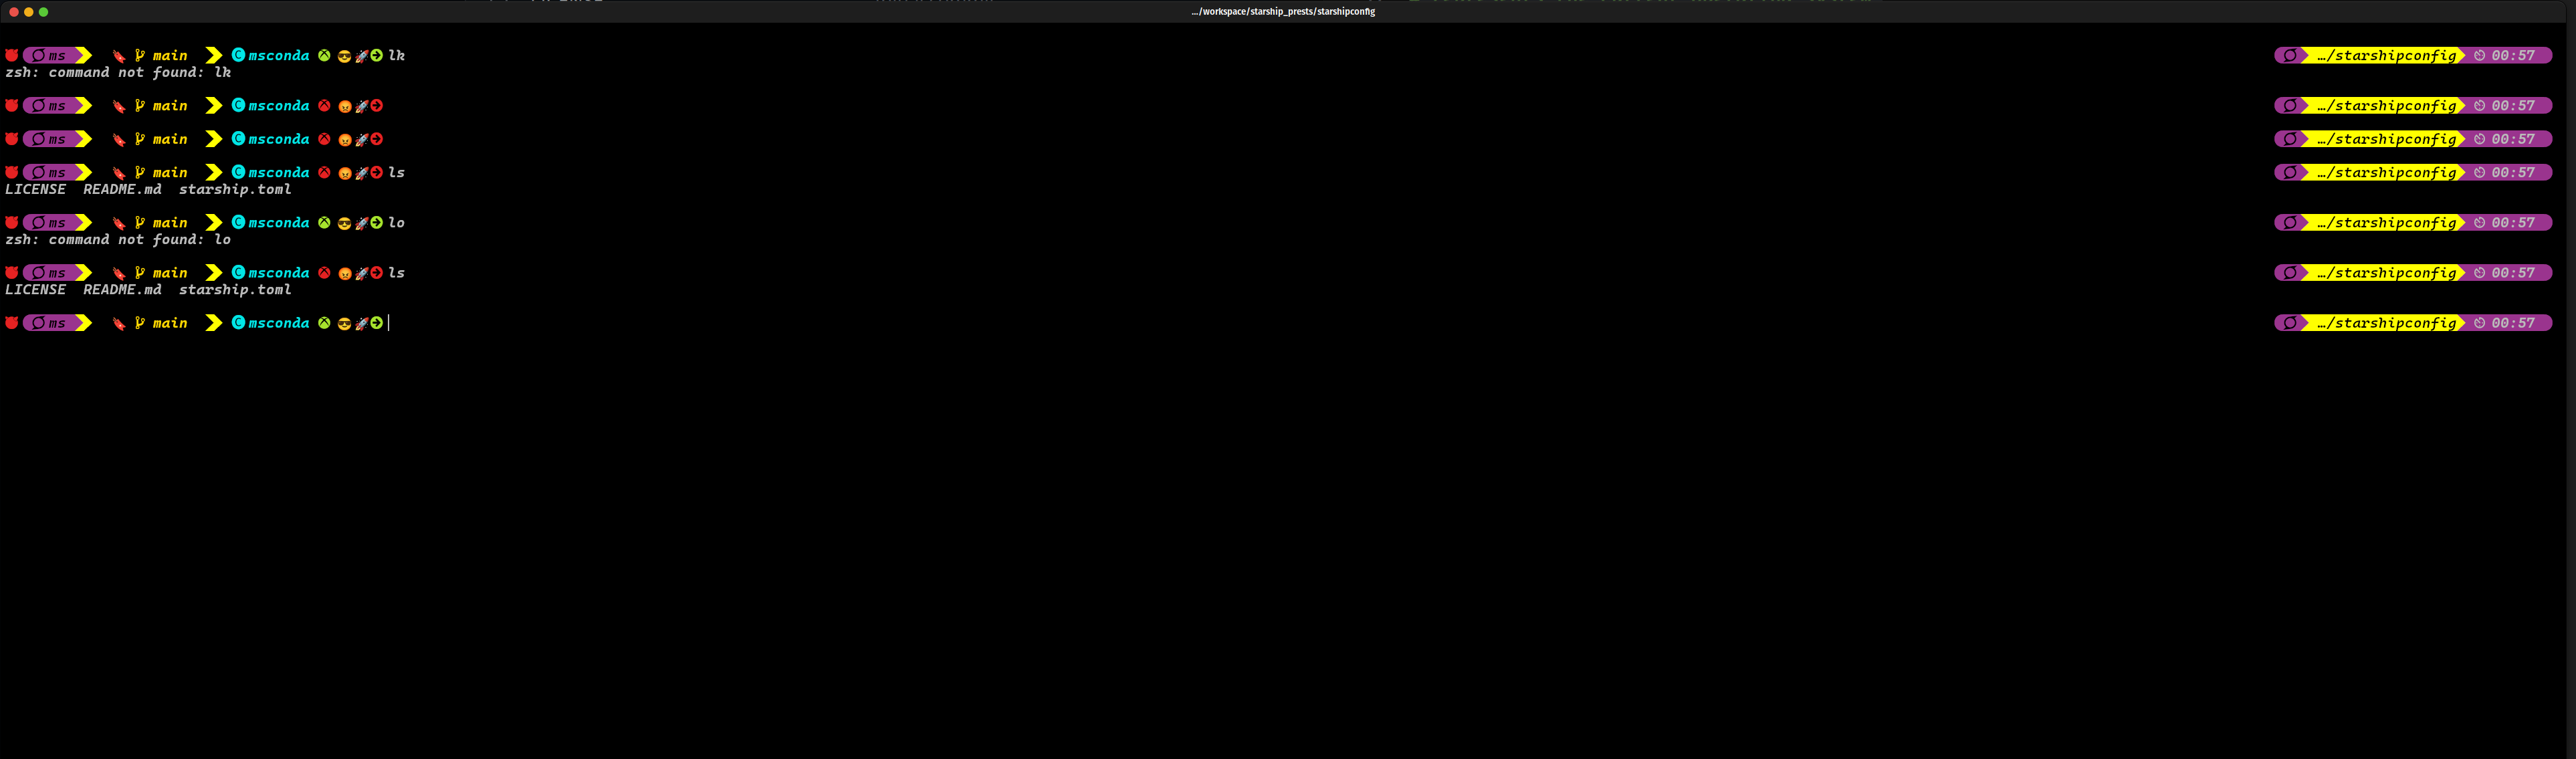 …/workspace/starship_prests/starshipconfig
ms main msconda lk …/starshipconfig 00:57
zsh: command not found: lk
ms main msconda …/starshipconfig 00:57
ms main msconda …/starshipconfig 00:57
ms main msconda ls …/starshipconfig 00:57
LICENSE README.md starship.toml
ms main msconda lo …/starshipconfig 00:57
zsh: command not found: lo
ms main msconda ls …/starshipconfig 00:57
LICENSE README.md starship.toml
ms main msconda …/starshipconfig 00:57